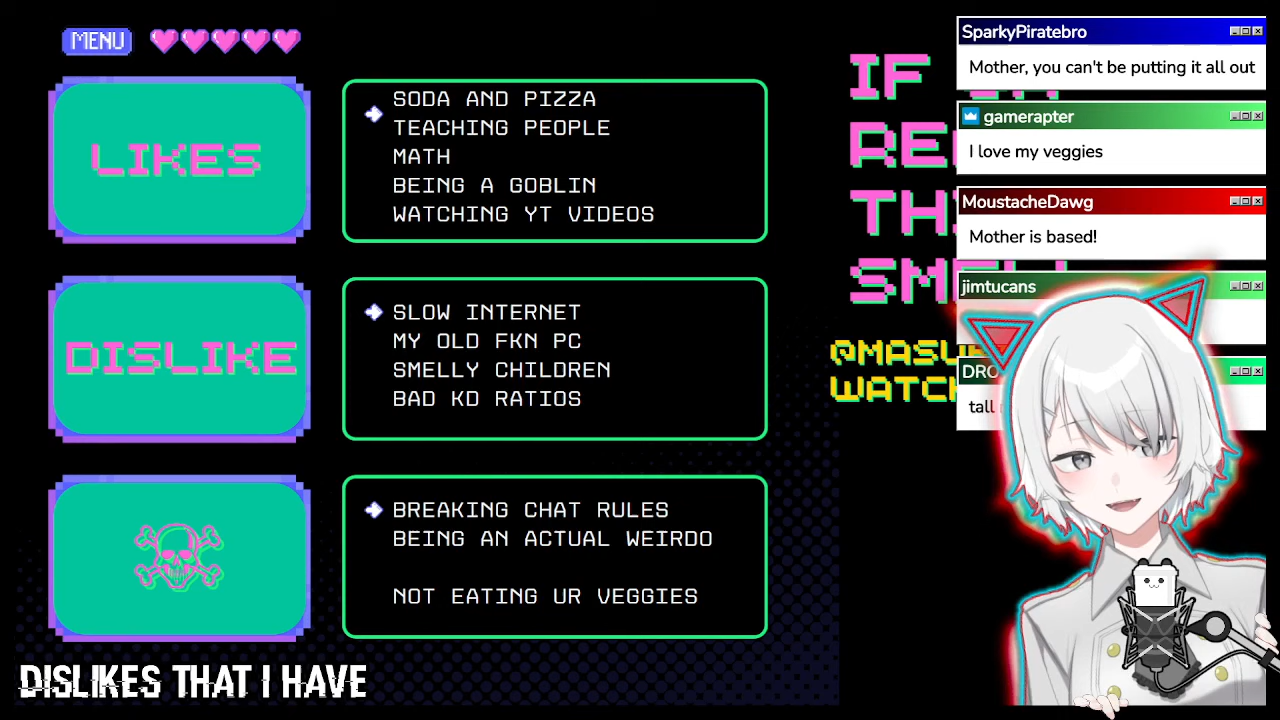 MENU
LIKES
SODA AND PIZZA
TEACHING PEOPLE
MATH
BEING A GOBLIN
WATCHING YT VIDEOS
DISLIKE
SLOW INTERNET
MY OLD FKN PC
SMELLY CHILDREN
BAD KD RATIOS
BREAKING CHAT RULES
BEING AN ACTUAL WEIRDO
NOT EATING UR VEGGIES
DISLIKES THAT I HAVE
IF
SparkyPiratebro
Mother, you can't be putting it all out
gamerapter
I love my veggies
MoustacheDawg
Mother is based!
jimtucans
tall